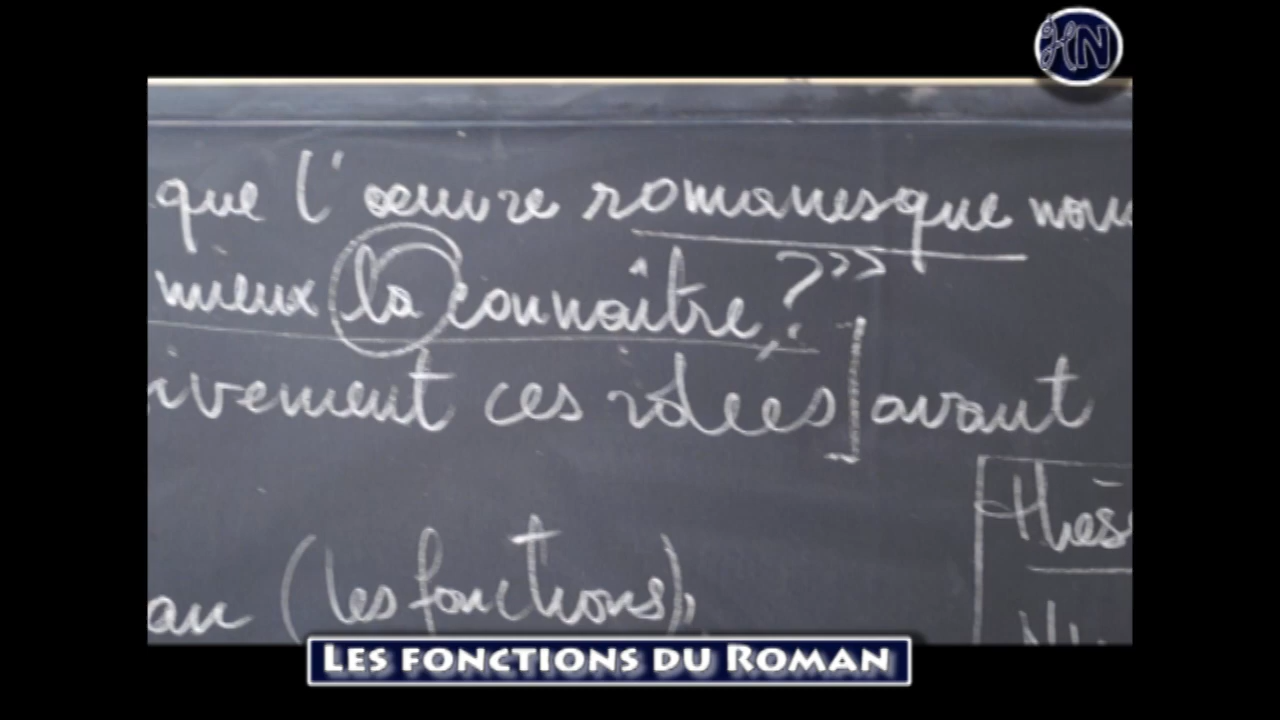 HN
que l'œuvre romanesque nous
mieux la connaître ? >>
ivement ces idées] avant
Thès
an (les fonctions),
LES FONCTIONS DU ROMAN